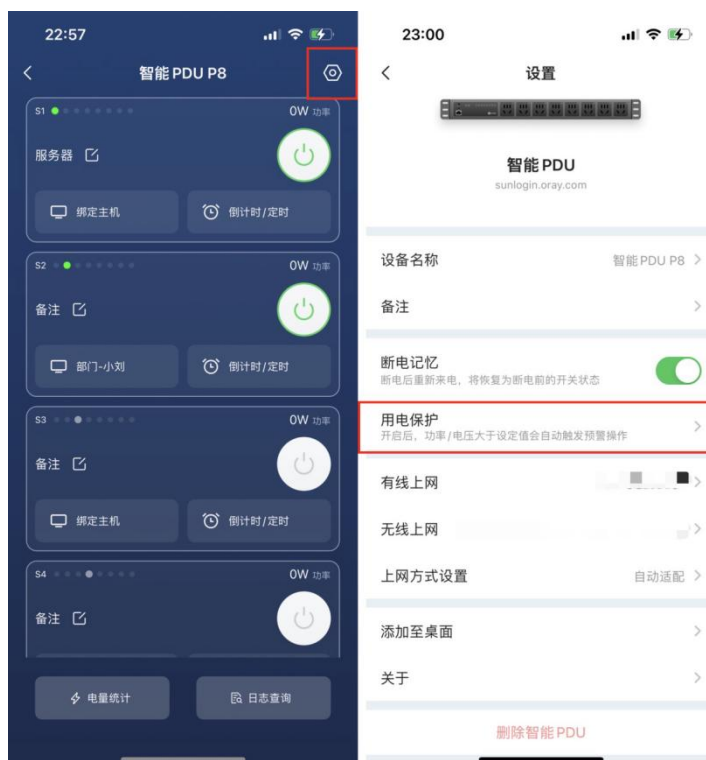 22:57
智能 PDU P8
S1
0W 功率
服务器
绑定主机
倒计时/定时
S2
0W 功率
备注
部门-小刘
倒计时/定时
S3
0W 功率
备注
绑定主机
倒计时/定时
S4
0W 功率
备注
电量统计
日志查询
23:00
设置
智能 PDU
sunlogin.oray.com
设备名称
智能 PDU P8
备注
断电记忆
断电后重新来电，将恢复为断电前的开关状态
用电保护
开启后，功率/电压大于设定值会自动触发预警操作
有线上网
无线上网
上网方式设置
自动适配
添加至桌面
关于
删除智能 PDU